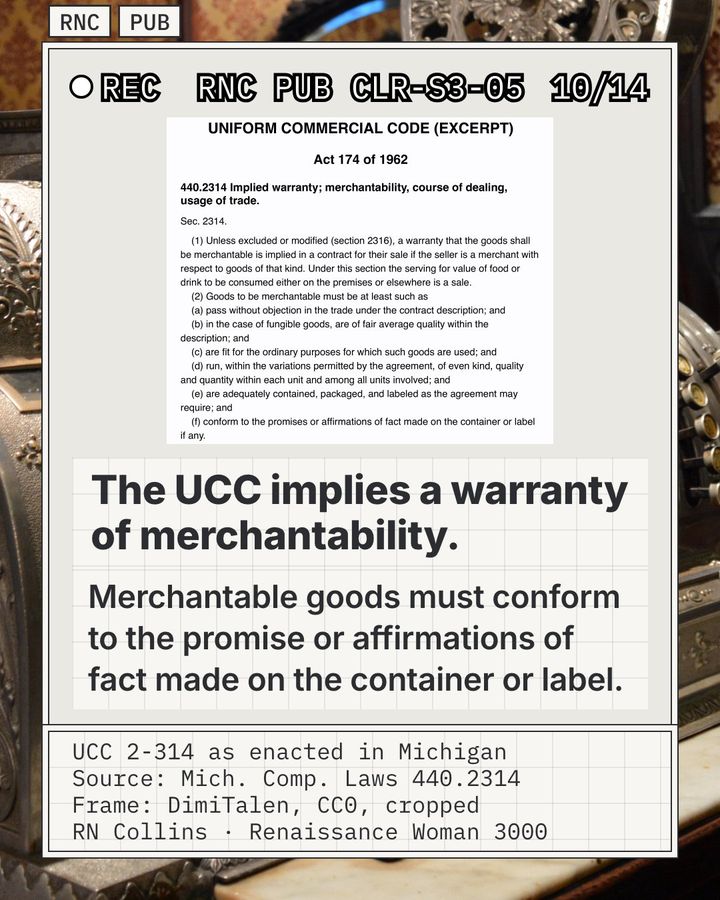 RNC PUB
REC RNC PUB CLR-S3-05 10/14
UNIFORM COMMERCIAL CODE (EXCERPT)
Act 174 of 1962
440.2314 Implied warranty; merchantability, course of dealing,
usage of trade.
Sec. 2314.
(1) Unless excluded or modified (section 2316), a warranty that the goods shall
be merchantable is implied in a contract for their sale if the seller is a merchant with
respect to goods of that kind. Under this section the serving for value of food or
drink to be consumed either on the premises or elsewhere is a sale.
(2) Goods to be merchantable must be at least such as
(a) pass without objection in the trade under the contract description; and
(b) in the case of fungible goods, are of fair average quality within the
description; and
(c) are fit for the ordinary purposes for which such goods are used; and
(d) run, within the variations permitted by the agreement, of even kind, quality
and quantity within each unit and among all units involved; and
(e) are adequately contained, packaged, and labeled as the agreement may
require; and
(f) conform to the promises or affirmations of fact made on the container or label
if any.
The UCC implies a warranty
of merchantability.
Merchantable goods must conform
to the promise or affirmations of
fact made on the container or label.
UCC 2-314 as enacted in Michigan
Source: Mich. Comp. Laws 440.2314
Frame: DimiTalen, CC0, cropped
RN Collins · Renaissance Woman 3000